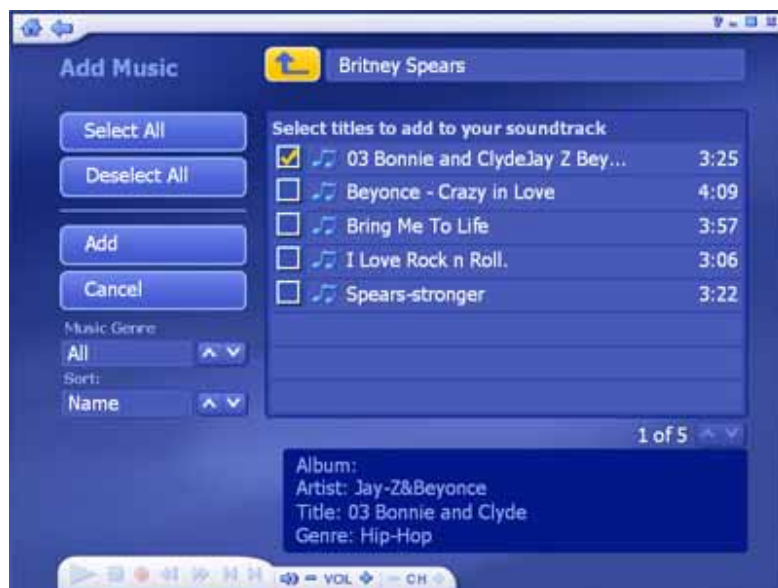 Add Music
Britney Spears
Select All
Deselect All
Add
Cancel
Music Genre
All
Sort:
Name
Select titles to add to your soundtrack
03 Bonnie and ClydeJay Z Bey... 3:25
Beyonce - Crazy in Love 4:09
Bring Me To Life 3:57
I Love Rock n Roll. 3:06
Spears-stronger 3:22
1 of 5
Album:
Artist: Jay-Z&Beyonce
Title: 03 Bonnie and Clyde
Genre: Hip-Hop
VOL CH